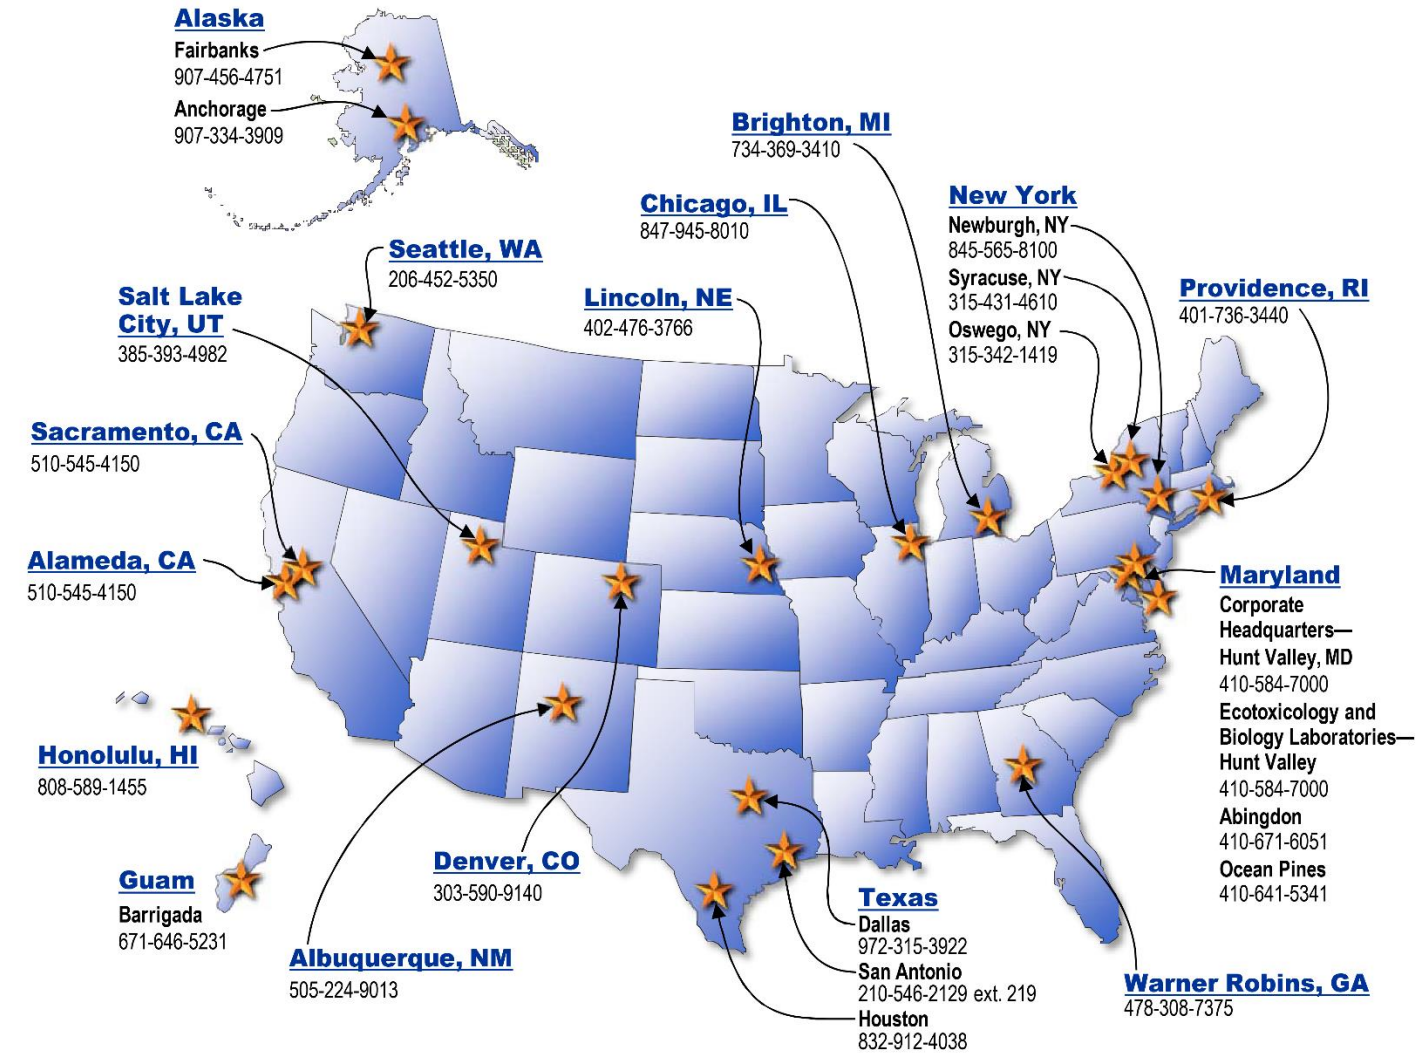 Alaska
Fairbanks
907-456-4751
Anchorage
907-334-3909
Brighton, MI
734-369-3410
Chicago, IL
847-945-8010
New York
Newburgh, NY
845-565-8100
Syracuse, NY
315-431-4610
Oswego, NY
315-342-1419
Seattle, WA
206-452-5350
Salt Lake
City, UT
385-393-4982
Lincoln, NE
402-476-3766
Providence, RI
401-736-3440
Sacramento, CA
510-545-4150
Alameda, CA
510-545-4150
Maryland
Corporate
Headquarters—
Hunt Valley, MD
410-584-7000
Ecotoxicology and
Biology Laboratories—
Hunt Valley
410-584-7000
Abingdon
410-671-6051
Ocean Pines
410-641-5341
Honolulu, HI
808-589-1455
Guam
Barrigada
671-646-5231
Denver, CO
303-590-9140
Albuquerque, NM
505-224-9013
Texas
Dallas
972-315-3922
San Antonio
210-546-2129 ext. 219
Houston
832-912-4038
Warner Robins, GA
478-308-7375